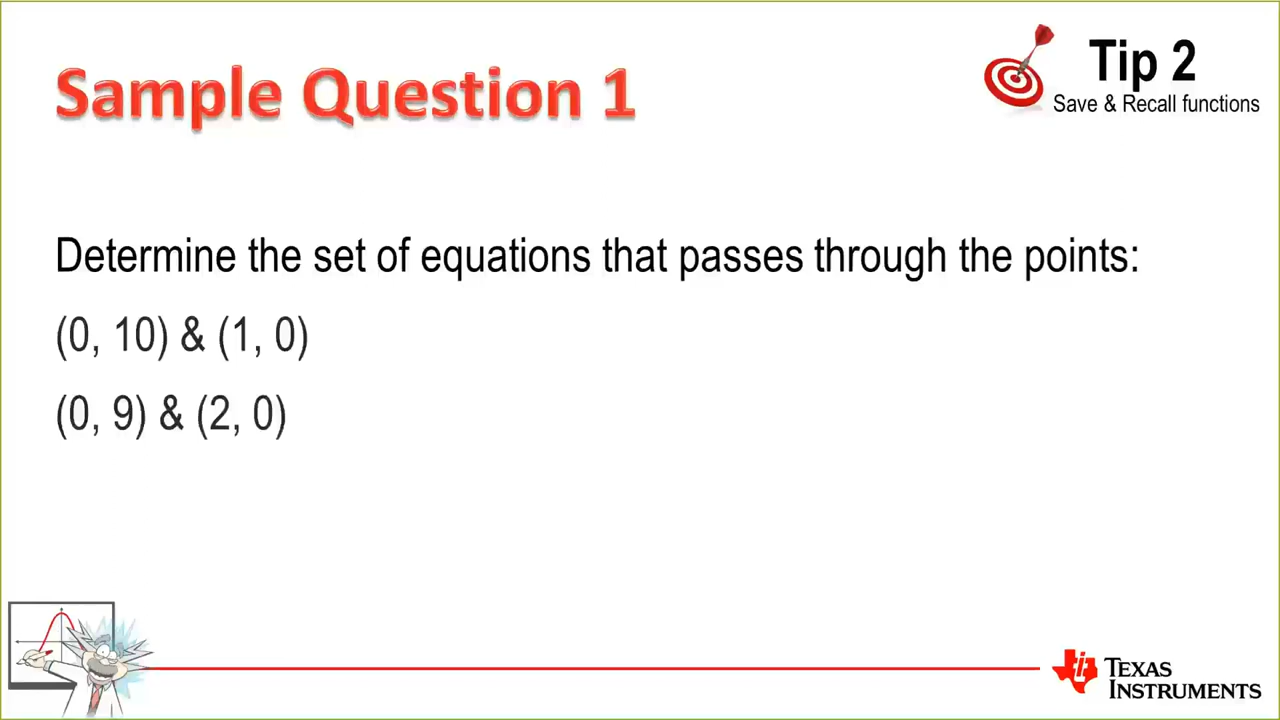 Sample Question 1
Tip 2
Save & Recall functions
Determine the set of equations that passes through the points:
(0, 10) & (1, 0)
(0, 9) & (2, 0)
TEXAS
INSTRUMENTS